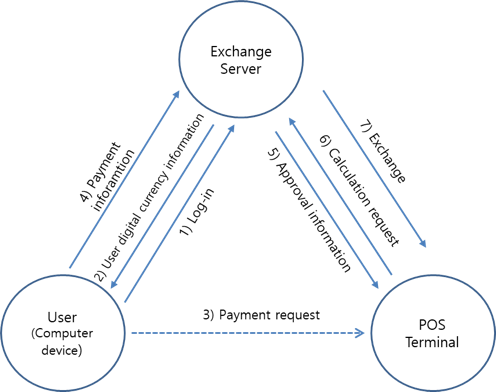 Exchange
Server
4) Payment
inforamtion
2) User digital currency information
1) Log-in
5) Approval information
6) Calculation request
7) Exchange
User
(Computer
device)
3) Payment request
POS
Terminal